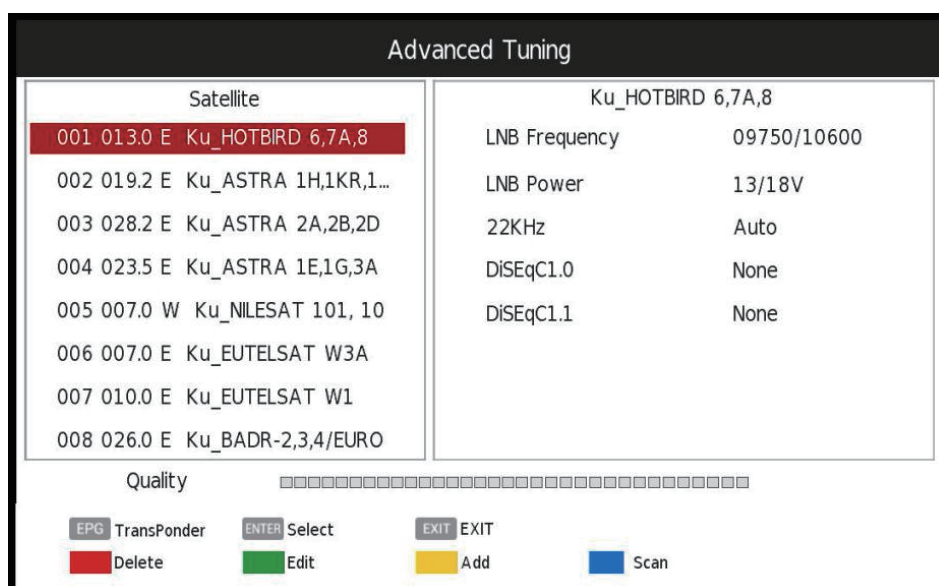 Advanced Tuning
Satellite
001 013.0 E Ku_HOTBIRD 6,7A,8
002 019.2 E Ku_ASTRA 1H,1KR,1...
003 028.2 E Ku_ASTRA 2A,2B,2D
004 023.5 E Ku_ASTRA 1E,1G,3A
005 007.0 W Ku_NILESAT 101, 10
006 007.0 E Ku_EUTELSAT W3A
007 010.0 E Ku_EUTELSAT W1
008 026.0 E Ku_BADR-2,3,4/EURO
Ku_HOTBIRD 6,7A,8
LNB Frequency 09750/10600
LNB Power 13/18V
22KHz Auto
DiSEqC1.0 None
DiSEqC1.1 None
Quality
EPG TransPonder ENTER Select EXIT EXIT
Delete Edit Add Scan